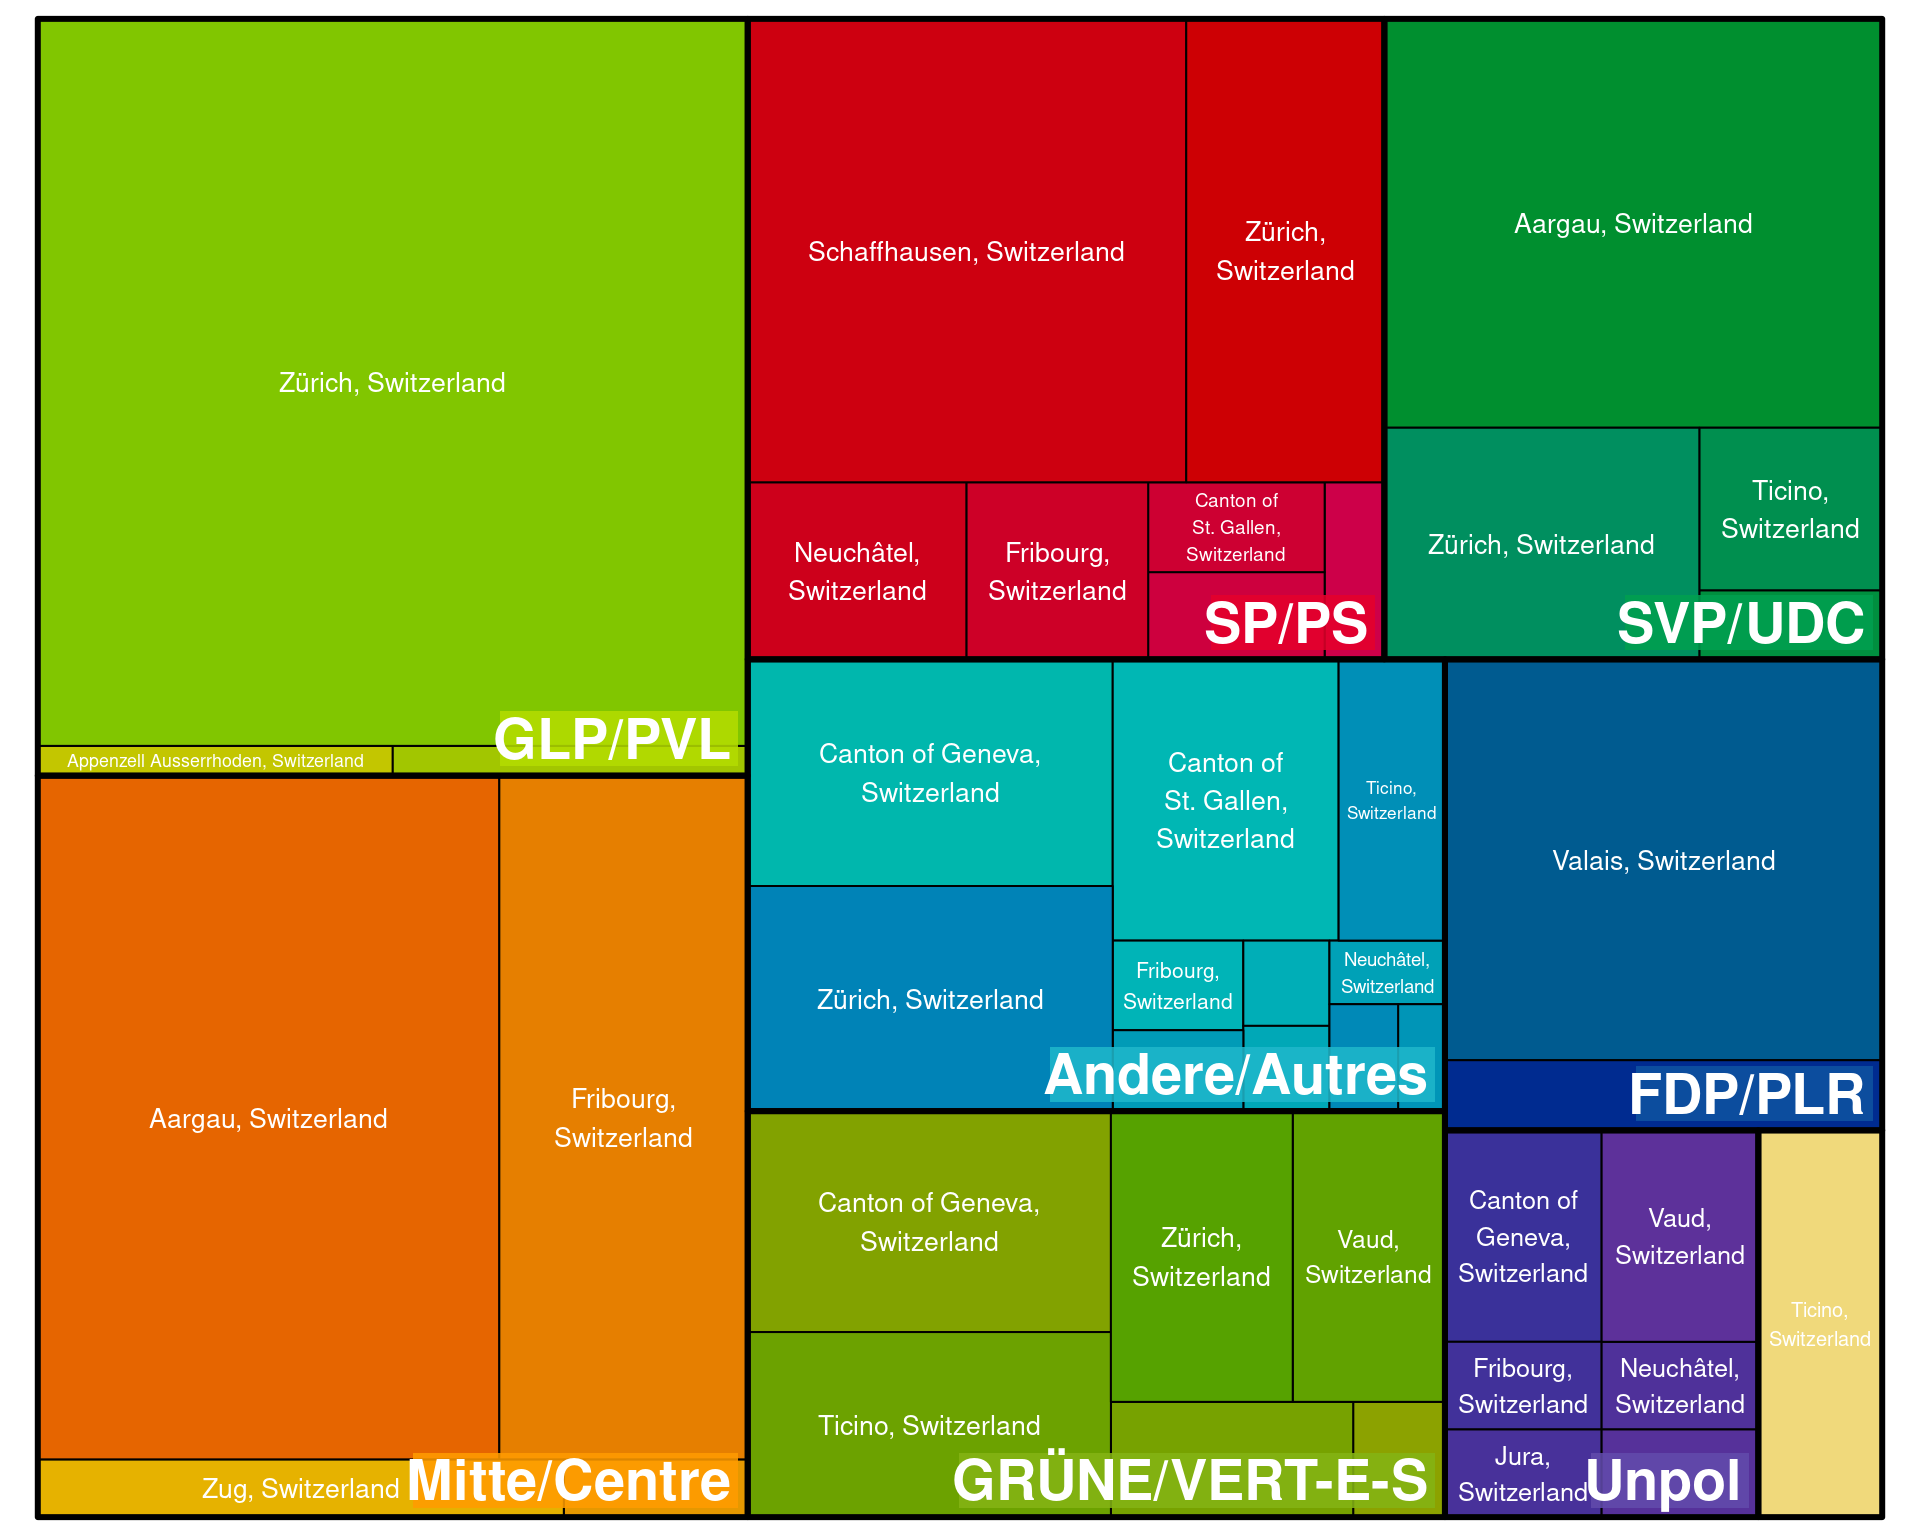 Zürich, Switzerland
Appenzell Ausserrhoden, Switzerland
GLP/PVL
Aargau, Switzerland
Fribourg,
Switzerland
Zug, Switzerland
Mitte/Centre
Schaffhausen, Switzerland
Zürich,
Switzerland
Neuchâtel,
Switzerland
Fribourg,
Switzerland
Canton of
St. Gallen,
Switzerland
SP/PS
Aargau, Switzerland
Zürich, Switzerland
Ticino,
Switzerland
SVP/UDC
Canton of Geneva,
Switzerland
Canton of
St. Gallen,
Switzerland
Ticino,
Switzerland
Zürich, Switzerland
Fribourg,
Switzerland
Neuchâtel,
Switzerland
Andere/Autres
Valais, Switzerland
FDP/PLR
Canton of Geneva,
Switzerland
Zürich,
Switzerland
Vaud,
Switzerland
Ticino, Switzerland
GRÜNE/VERT-E-S
Canton of
Geneva,
Switzerland
Vaud,
Switzerland
Fribourg,
Switzerland
Neuchâtel,
Switzerland
Jura,
Switzerland
Unpol
Ticino,
Switzerland